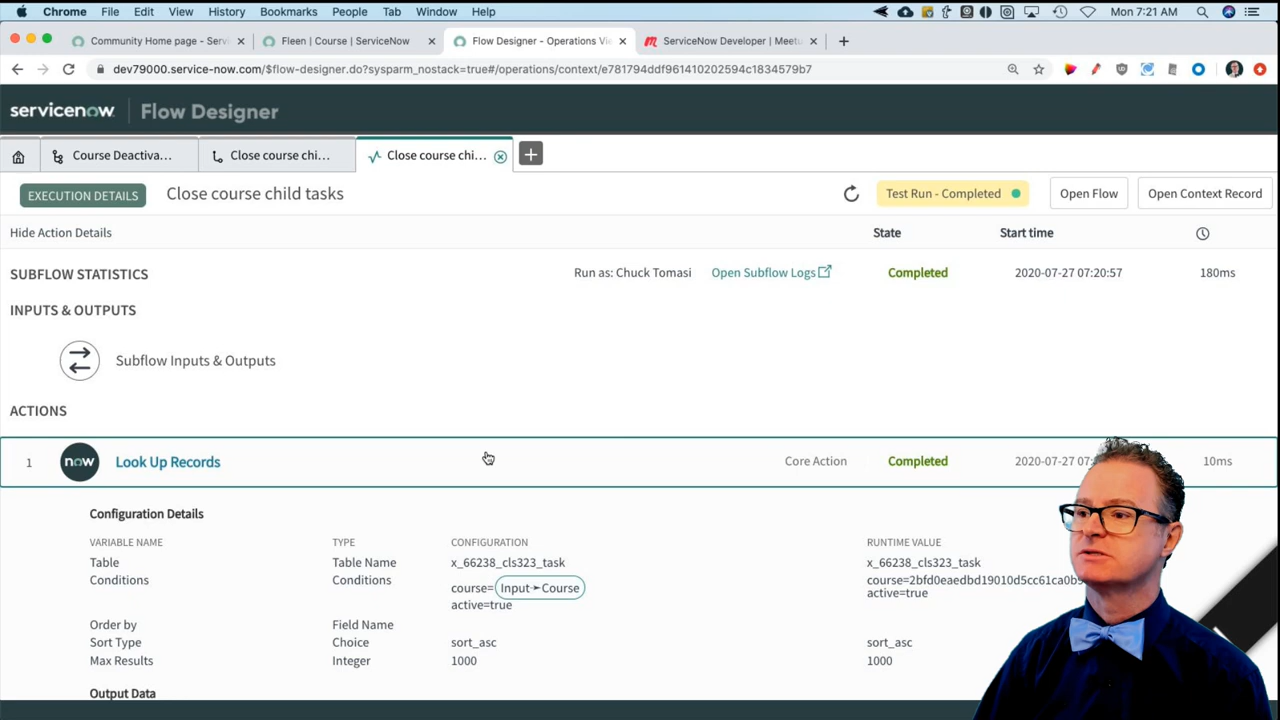 Chrome File Edit View History Bookmarks People Tab Window Help Mon 7:21 AM
Community Home page - Servi Fleen | Course | ServiceNow Flow Designer - Operations Vie ServiceNow Developer | Meetu
dev79000.service-now.com/$flow-designer.do?sysparm_nostack=true#/operations/context/e781794ddf961410202594c1834579b7
servicenow Flow Designer
Course Deactiva... Close course chi... Close course chi...
EXECUTION DETAILS Close course child tasks Test Run - Completed Open Flow Open Context Record
Hide Action Details State Start time
SUBFLOW STATISTICS Run as: Chuck Tomasi Open Subflow Logs Completed 2020-07-27 07:20:57 180ms
INPUTS & OUTPUTS
Subflow Inputs & Outputs
ACTIONS
1 now Look Up Records Core Action Completed 2020-07-27 10ms
Configuration Details
VARIABLE NAME TYPE CONFIGURATION RUNTIME VALUE
Table Table Name x_66238_cls323_task x_66238_cls323_task
Conditions Conditions course= Input➛Course course=2bfd0eaedbd19010d5cc61ca0b
active=true active=true
Order by Field Name
Sort Type Choice sort_asc sort_asc
Max Results Integer 1000 1000
Output Data